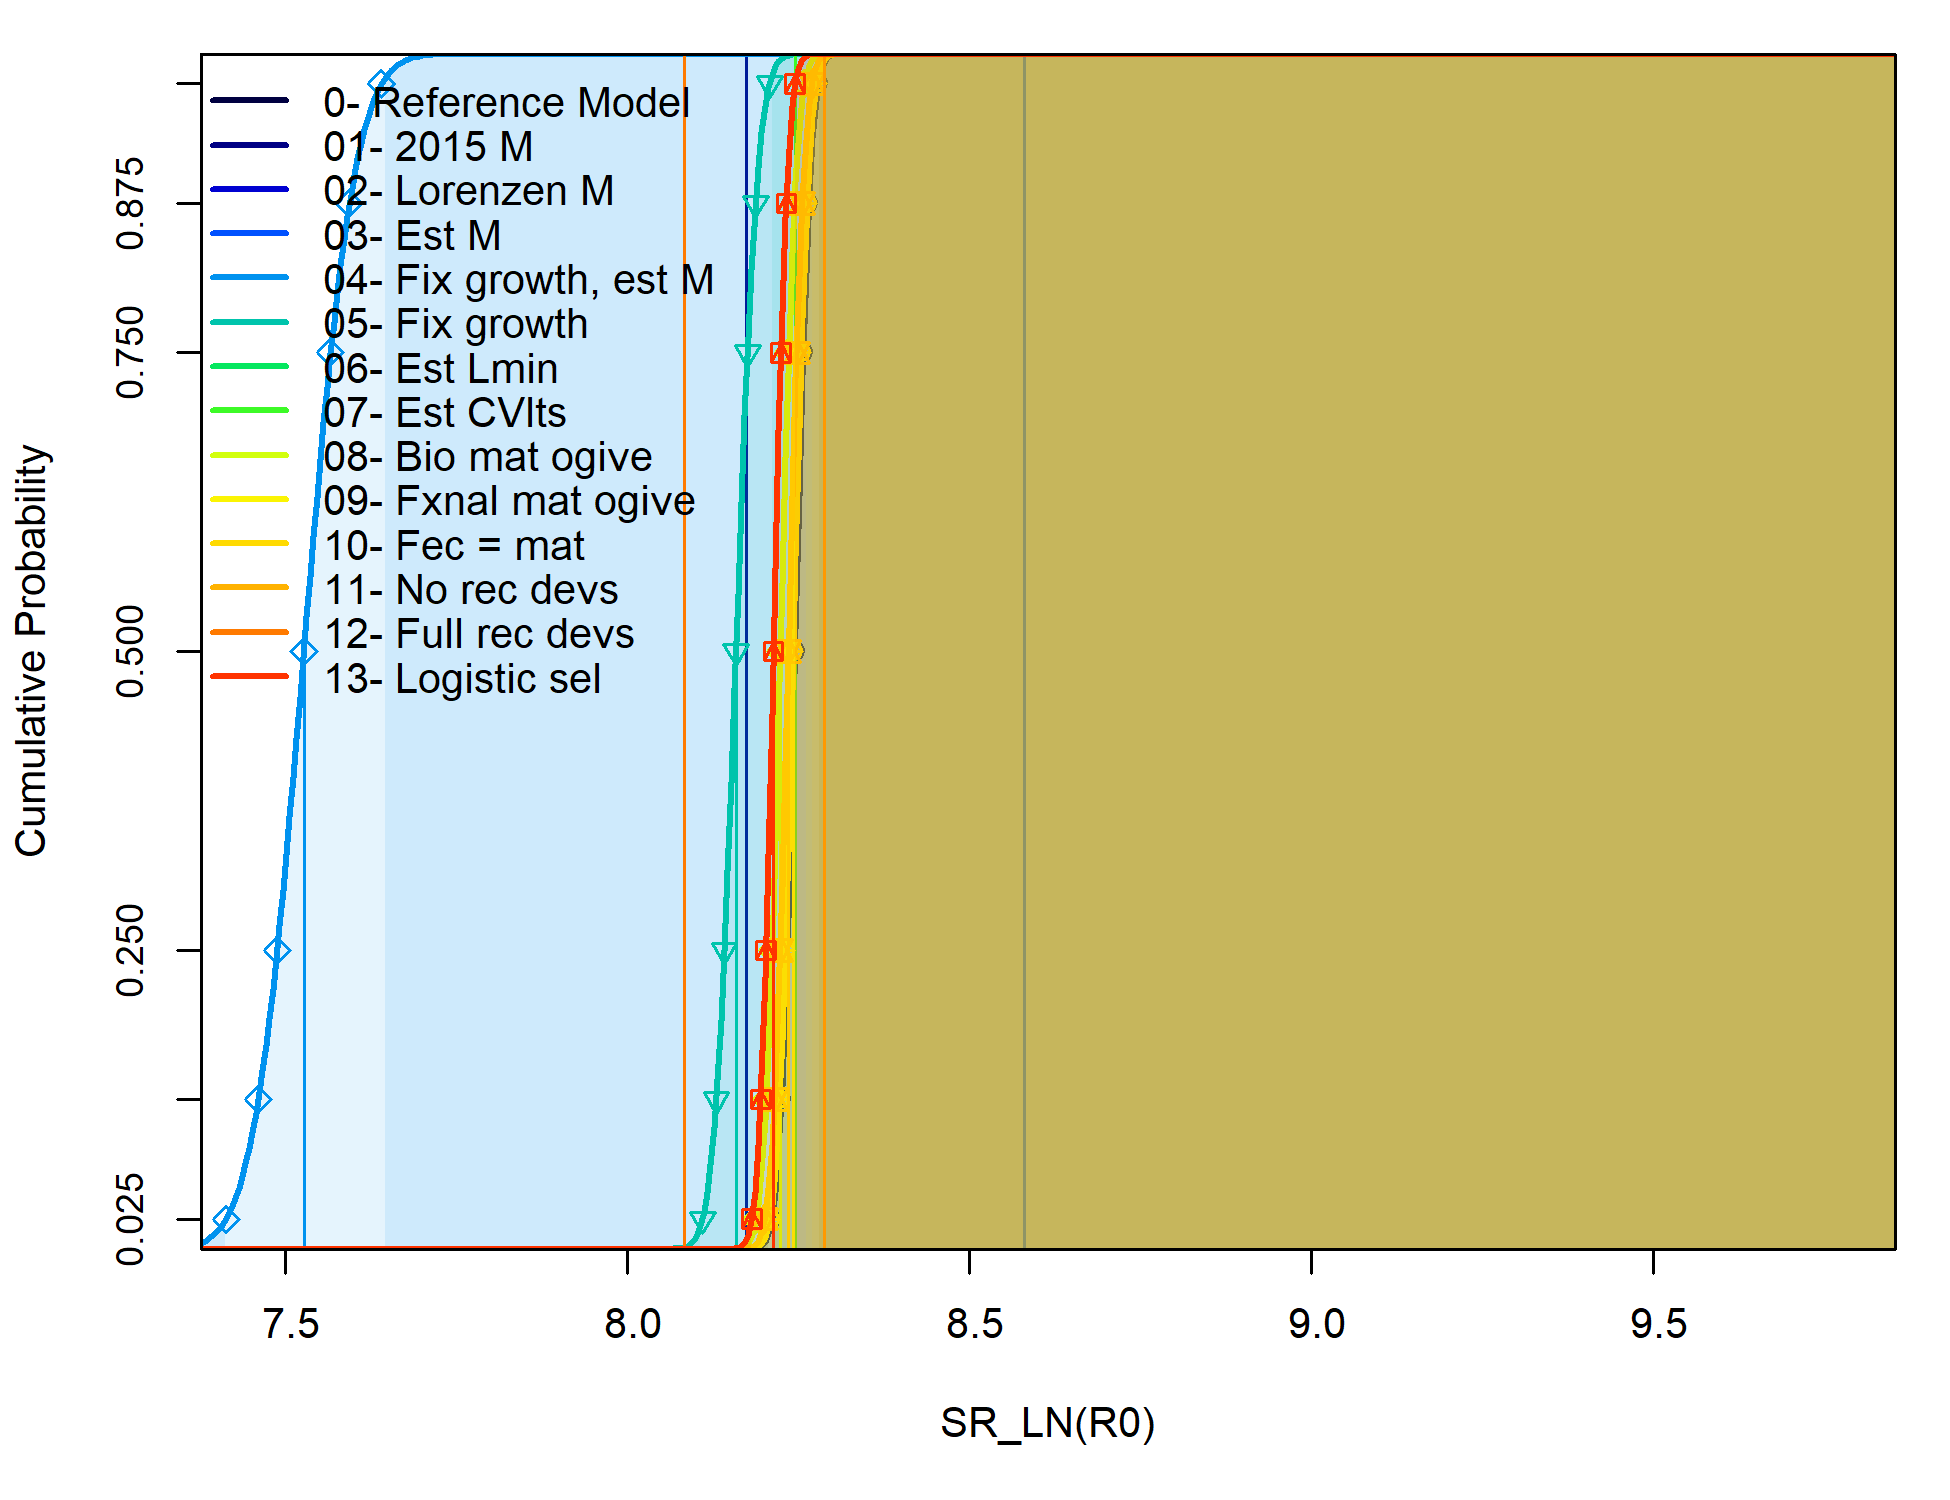 0- Reference Model
01- 2015 M
02- Lorenzen M
03- Est M
04- Fix growth, est M
05- Fix growth
06- Est Lmin
07- Est CVlts
08- Bio mat ogive
09- Fxnal mat ogive
10- Fec = mat
11- No rec devs
12- Full rec devs
13- Logistic sel
Cumulative Probability
0.875
0.750
0.500
0.250
0.025
7.5 8.0 8.5 9.0 9.5
SR_LN(R0)